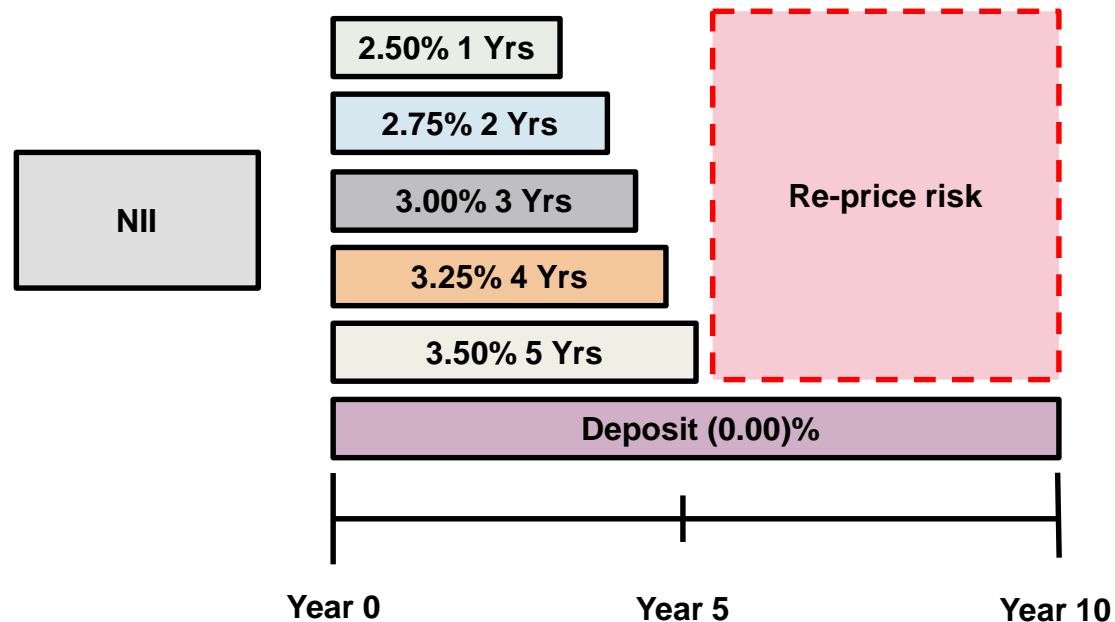 2.50% 1 Yrs
2.75% 2 Yrs
NII
3.00% 3 Yrs
Re-price risk
3.25% 4 Yrs
3.50% 5 Yrs
Deposit (0.00)%
Year 0
Year 5
Year 10